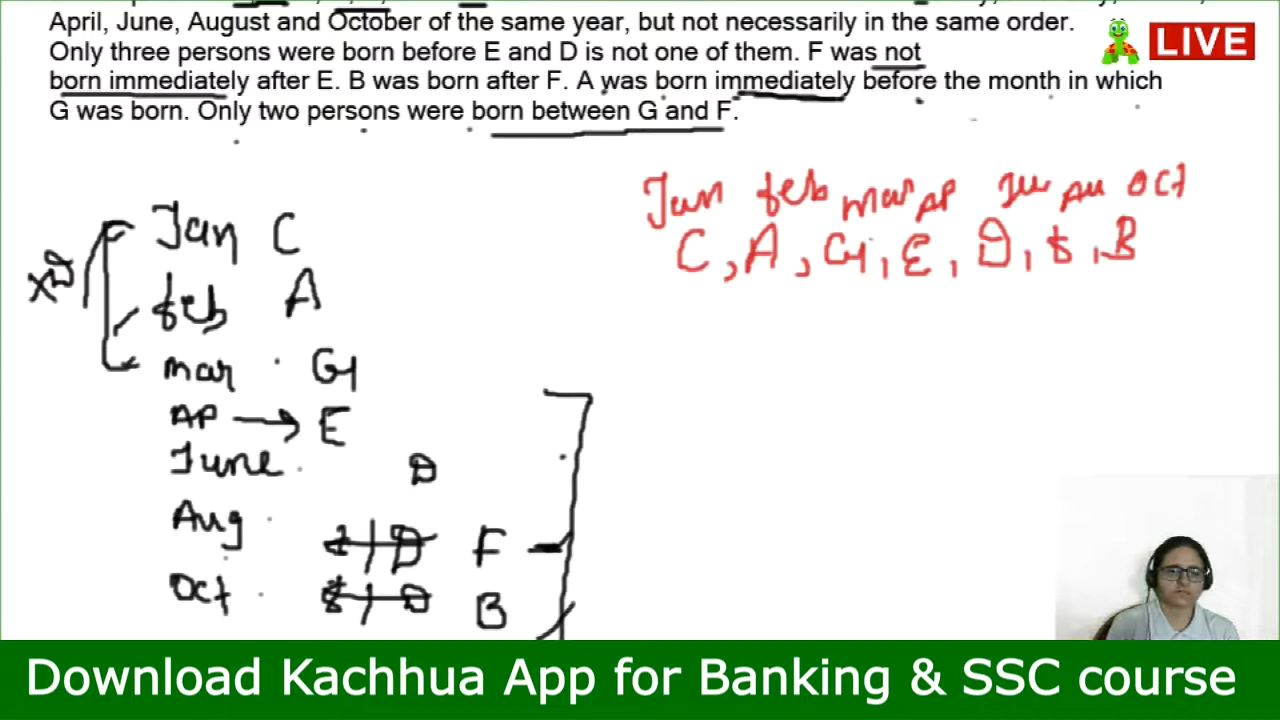 April, June, August and October of the same year, but not necessarily in the same order.
Only three persons were born before E and D is not one of them. F was not
born immediately after E. B was born after F. A was born immediately before the month in which
G was born. Only two persons were born between G and F.
LIVE
Jan feb mar AP Ju Au Oct
C, A, G, E, D, F, B
xD
Jan C
feb A
mar G
AP → E
June D
Aug F/D F
Oct F/D B
Download Kachhua App for Banking & SSC course